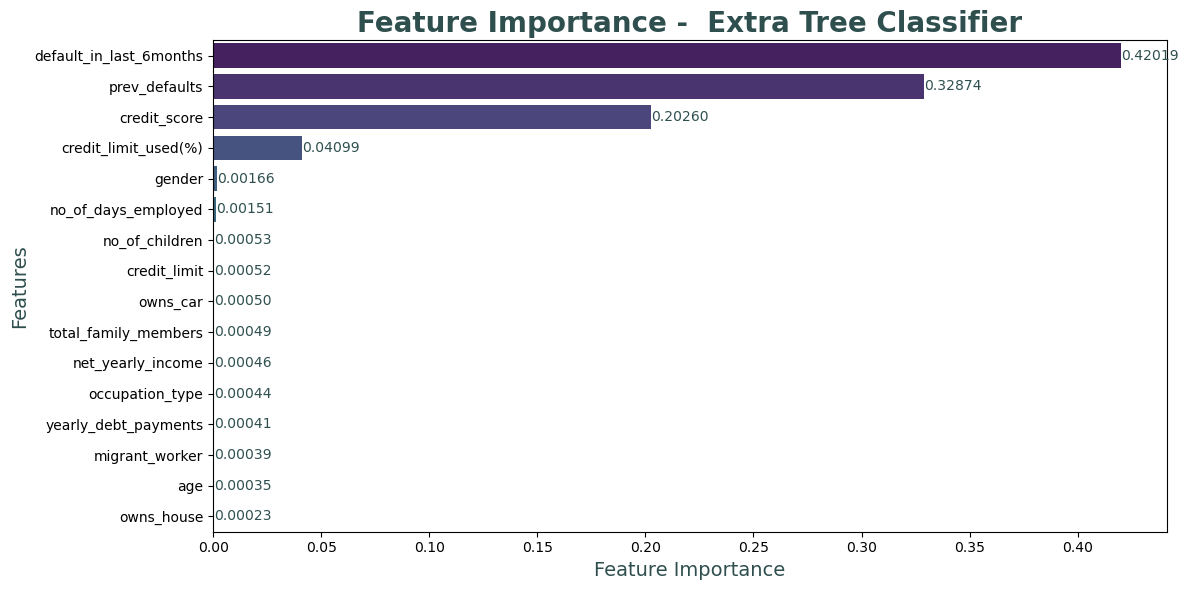 Feature Importance -  Extra Tree Classifier
default_in_last_6months 0.42019
prev_defaults 0.32874
credit_score 0.20260
credit_limit_used(%) 0.04099
gender 0.00166
no_of_days_employed 0.00151
no_of_children 0.00053
credit_limit 0.00052
owns_car 0.00050
total_family_members 0.00049
net_yearly_income 0.00046
occupation_type 0.00044
yearly_debt_payments 0.00041
migrant_worker 0.00039
age 0.00035
owns_house 0.00023
Features
0.00 0.05 0.10 0.15 0.20 0.25 0.30 0.35 0.40
Feature Importance